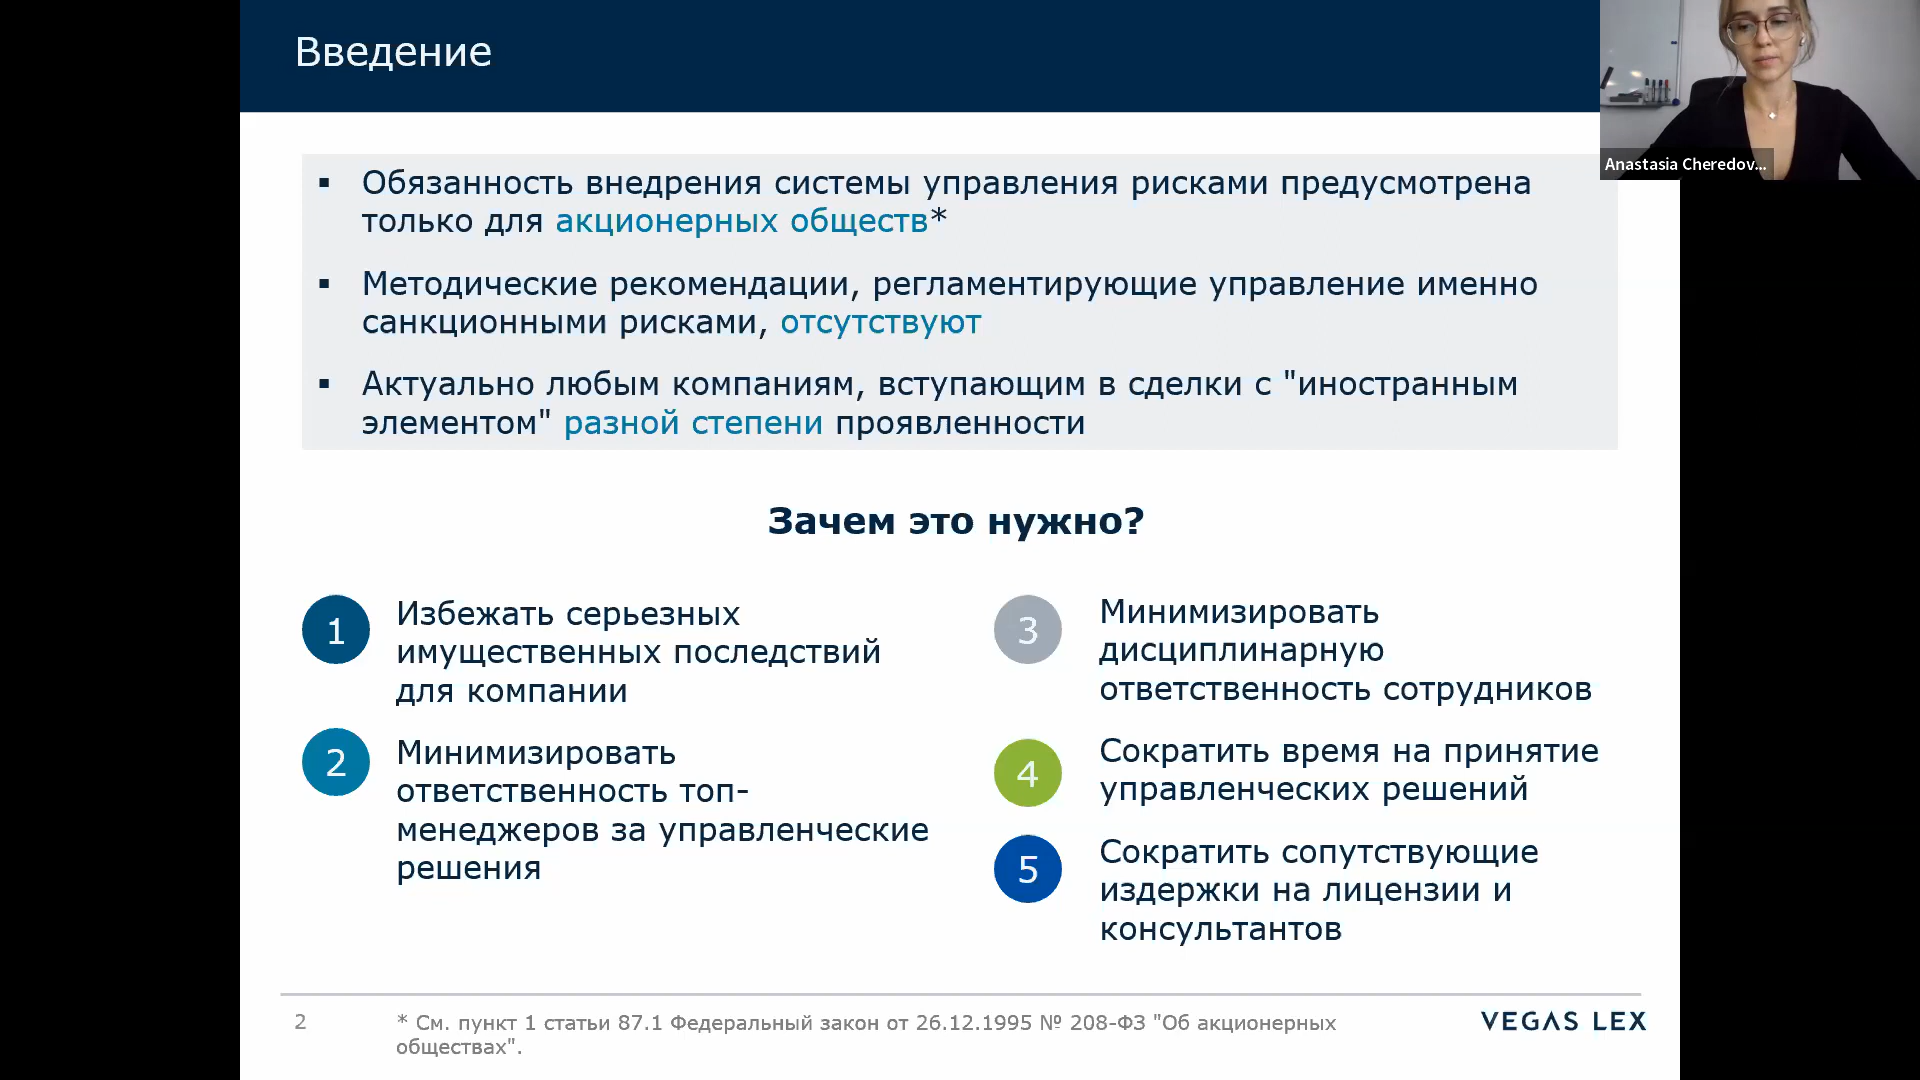 Введение
Anastasia Cheredov...
▪ Обязанность внедрения системы управления рисками предусмотрена
только для акционерных обществ*
▪ Методические рекомендации, регламентирующие управление именно
санкционными рисками, отсутствуют
▪ Актуально любым компаниям, вступающим в сделки с "иностранным
элементом" разной степени проявленности
Зачем это нужно?
1
Избежать серьезных
имущественных последствий
для компании
2
Минимизировать
ответственность топ-
менеджеров за управленческие
решения
3
Минимизировать
дисциплинарную
ответственность сотрудников
4
Сократить время на принятие
управленческих решений
5
Сократить сопутствующие
издержки на лицензии и
консультантов
2
* См. пункт 1 статьи 87.1 Федеральный закон от 26.12.1995 № 208-ФЗ "Об акционерных
обществах".
VEGAS LEX